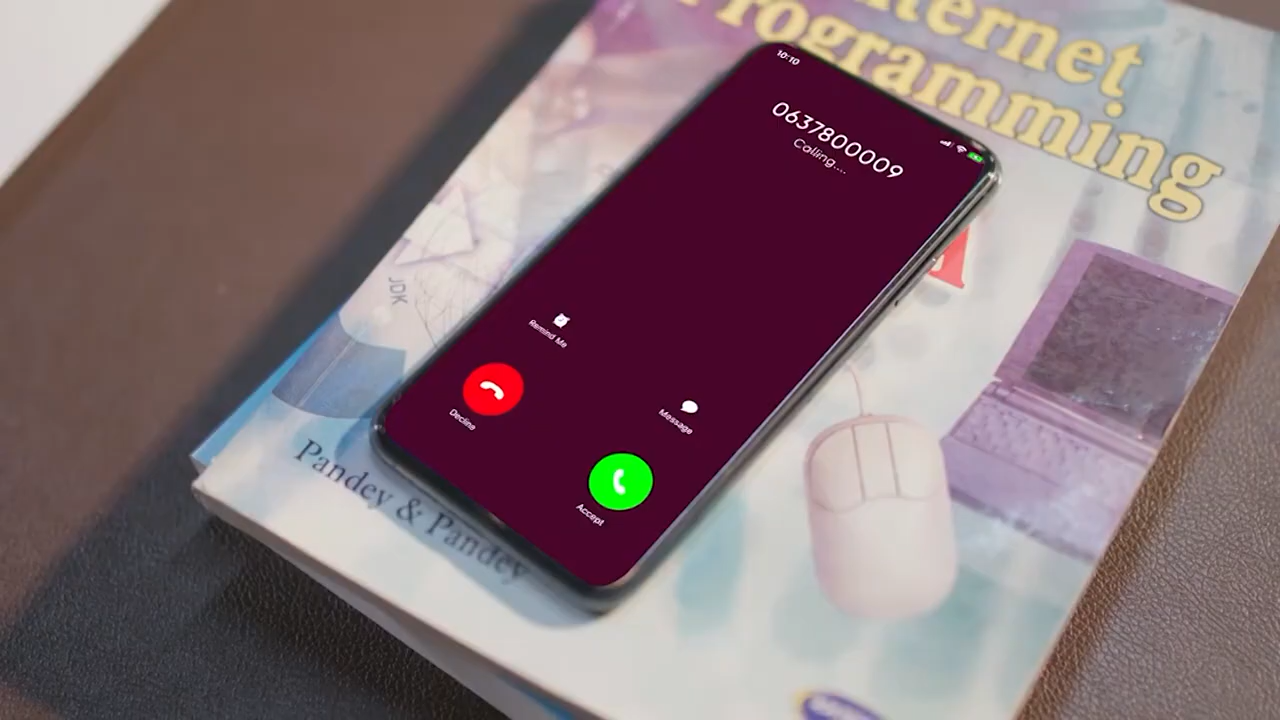 Internet
Programming
10:10
0637800009
Calling....
JDK
Remind Me
Message
Decline
Accept
Pandey & Pandey